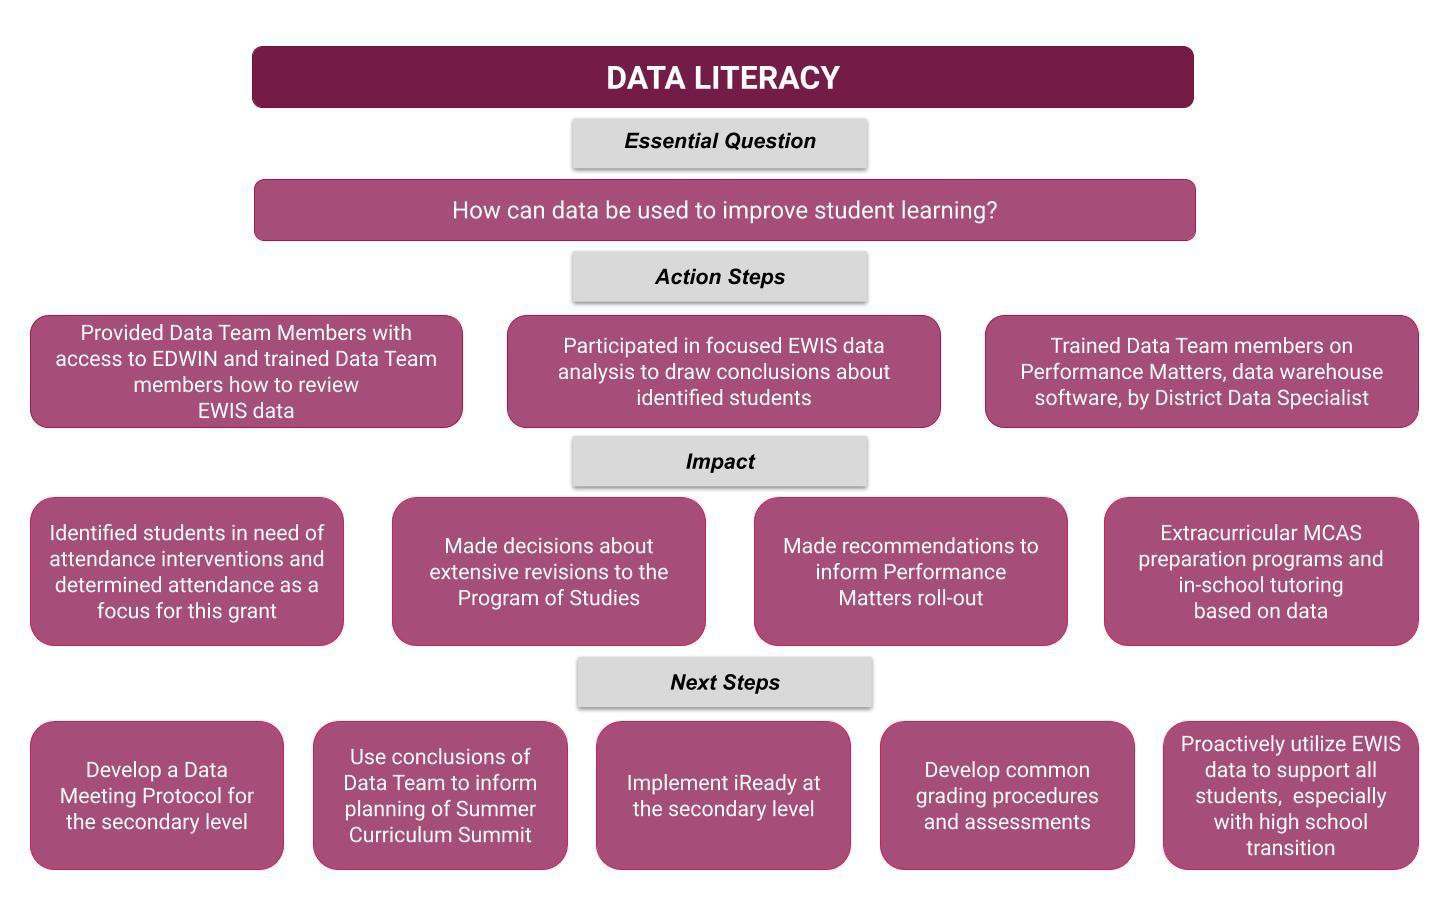 DATA LITERACY
Essential Question
How can data be used to improve student learning?
Action Steps
Provided Data Team Members with
access to EDWIN and trained Data Team
members how to review
EWIS data
Participated in focused EWIS data
analysis to draw conclusions about
identified students
Trained Data Team members on
Performance Matters, data warehouse
software, by District Data Specialist
Impact
Identified students in need of
attendance interventions and
determined attendance as a
focus for this grant
Made decisions about
extensive revisions to the
Program of Studies
Made recommendations to
inform Performance
Matters roll-out
Extracurricular MCAS
preparation programs and
in-school tutoring
based on data
Next Steps
Develop a Data
Meeting Protocol for
the secondary level
Use conclusions of
Data Team to inform
planning of Summer
Curriculum Summit
Implement iReady at
the secondary level
Develop common
grading procedures
and assessments
Proactively utilize EWIS
data to support all
students,  especially
with high school
transition